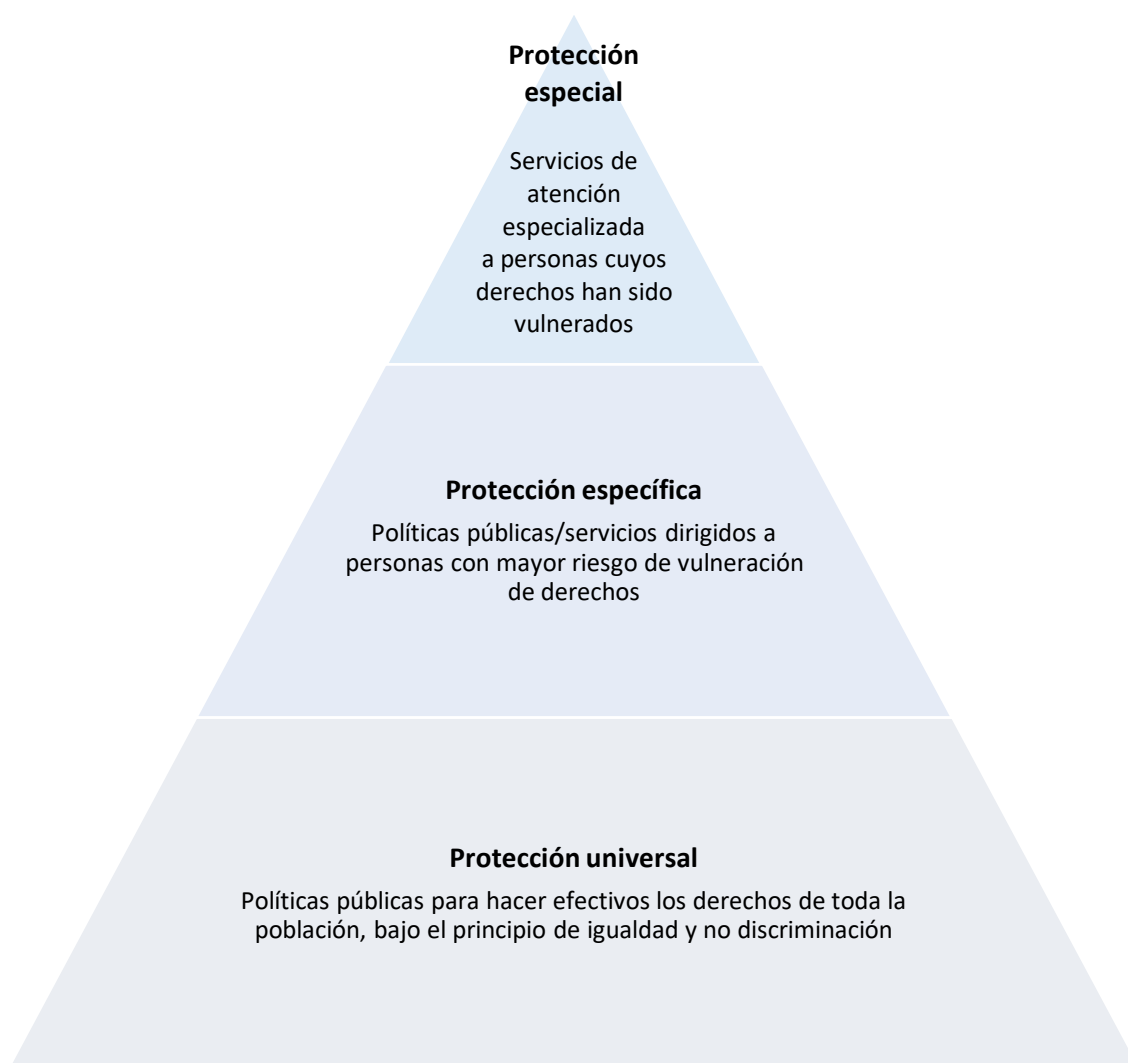 Protección
especial
Servicios de
atención
especializada
a personas cuyos
derechos han sido
vulnerados
Protección específica
Políticas públicas/servicios dirigidos a
personas con mayor riesgo de vulneración
de derechos
Protección universal
Políticas públicas para hacer efectivos los derechos de toda la
población, bajo el principio de igualdad y no discriminación